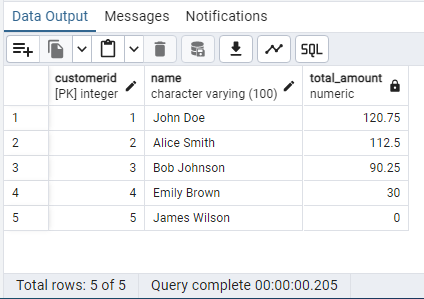 Data Output Messages Notifications
SQL
customerid name total_amount
[PK] integer character varying (100) numeric
1 1 John Doe 120.75
2 2 Alice Smith 112.5
3 3 Bob Johnson 90.25
4 4 Emily Brown 30
5 5 James Wilson 0
Total rows: 5 of 5 Query complete 00:00:00.205